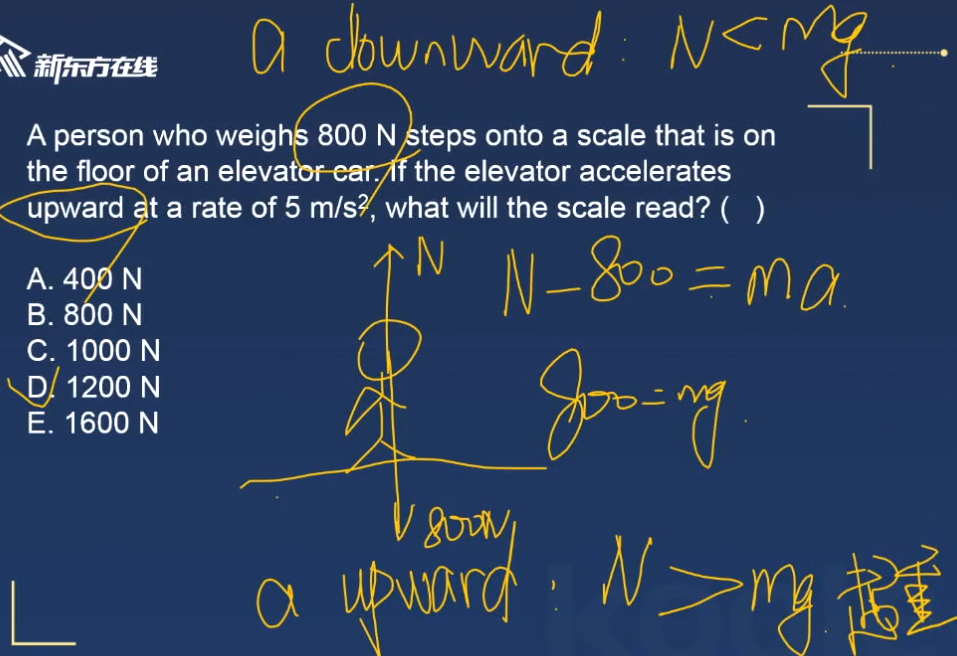 a downward: N<mg
新东方在线
A person who weighs 800 N steps onto a scale that is on
the floor of an elevator car. If the elevator accelerates
upward at a rate of 5 m/s², what will the scale read? (   )
N
N-800=ma.
A. 400 N
B. 800 N
C. 1000 N
D. 1200 N
E. 1600 N
800=mg.
800N
a upward: N>mg. 超重